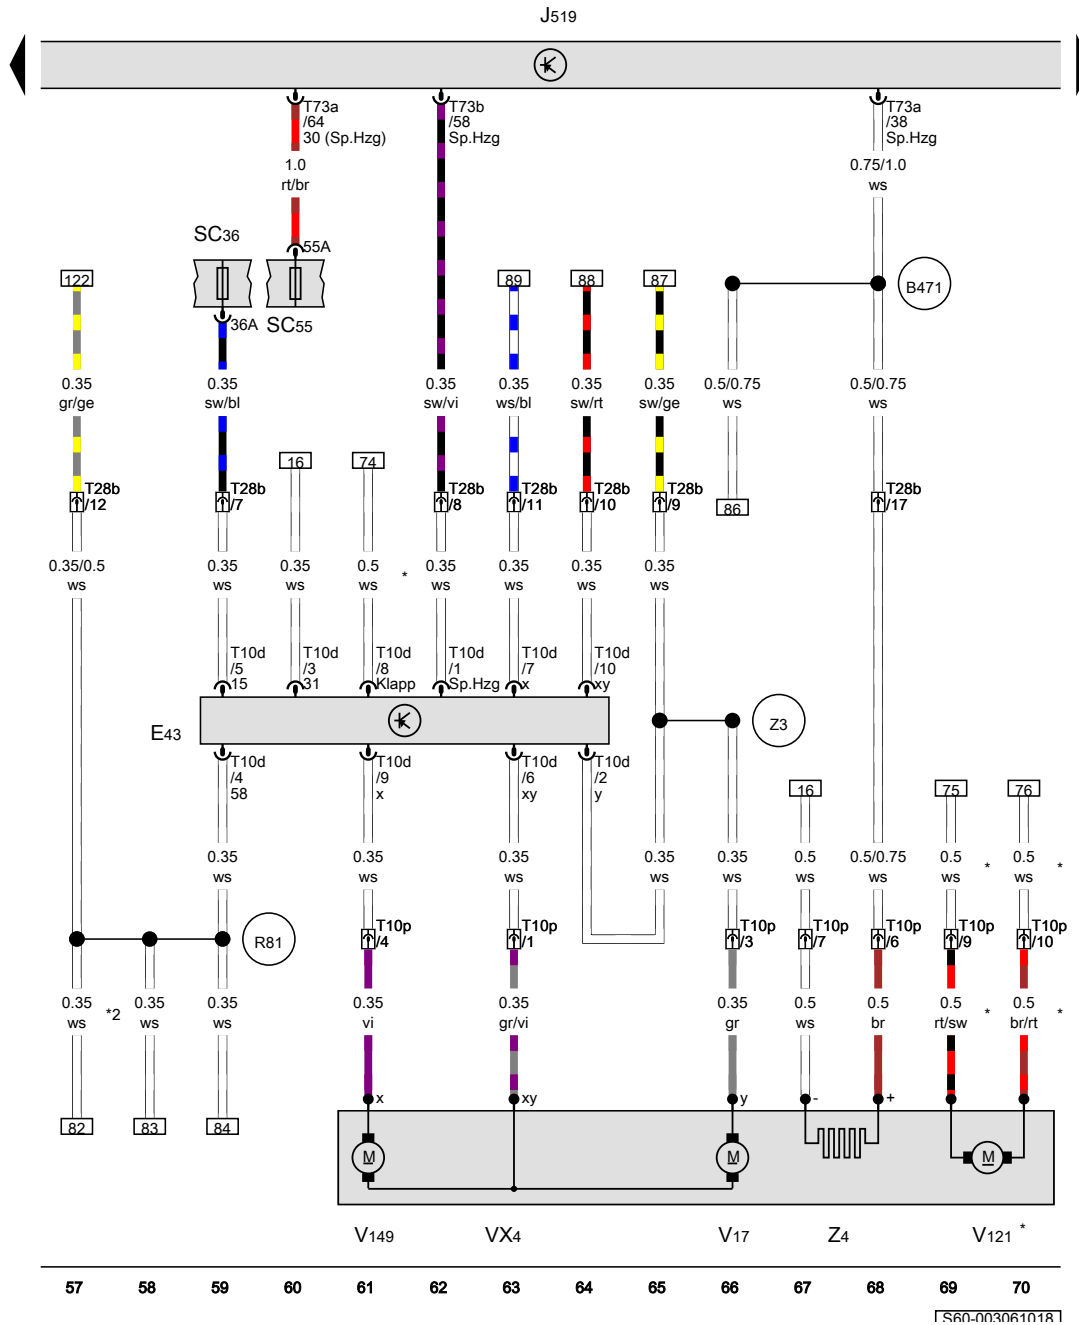 J519
T73a
/64
30 (Sp.Hzg)
T73b
/58
Sp.Hzg
T73a
/38
Sp.Hzg
1.0
rt/br
0.75/1.0
ws
SC36
55A
122
89
88
87
B471
36A
SC55
0.35
gr/ge
0.35
sw/bl
0.35
sw/vi
0.35
ws/bl
0.35
sw/rt
0.35
sw/ge
0.5/0.75
ws
0.5/0.75
ws
16
74
T28b
/12
T28b
/7
T28b
/8
T28b
/11
T28b
/10
T28b
/9
86
T28b
/17
0.35/0.5
ws
0.35
ws
0.35
ws
0.5
ws
*
0.35
ws
0.35
ws
0.35
ws
0.35
ws
T10d
/5
15
T10d
/3
31
T10d
/8
Klapp
T10d
/1
Sp.Hzg
T10d
/7
x
T10d
/10
xy
E43
Z3
T10d
/4
58
T10d
/9
x
T10d
/6
xy
T10d
/2
y
16
75
76
0.35
ws
0.35
ws
0.35
ws
0.35
ws
0.35
ws
0.5
ws
0.5/0.75
ws
0.5
ws
*
0.5
ws
*
R81
T10p
/4
T10p
/1
T10p
/3
T10p
/7
T10p
/6
T10p
/9
T10p
/10
0.35
ws
*2
0.35
ws
0.35
ws
0.35
vi
0.35
gr/vi
0.35
gr
0.5
ws
0.5
br
0.5
rt/sw
*
0.5
br/rt
*
x
xy
y
-
+
82
83
84
M
M
M
V149
VX4
V17
Z4
V121 *
57 58 59 60 61 62 63 64 65 66 67 68 69 70
S60-003061018